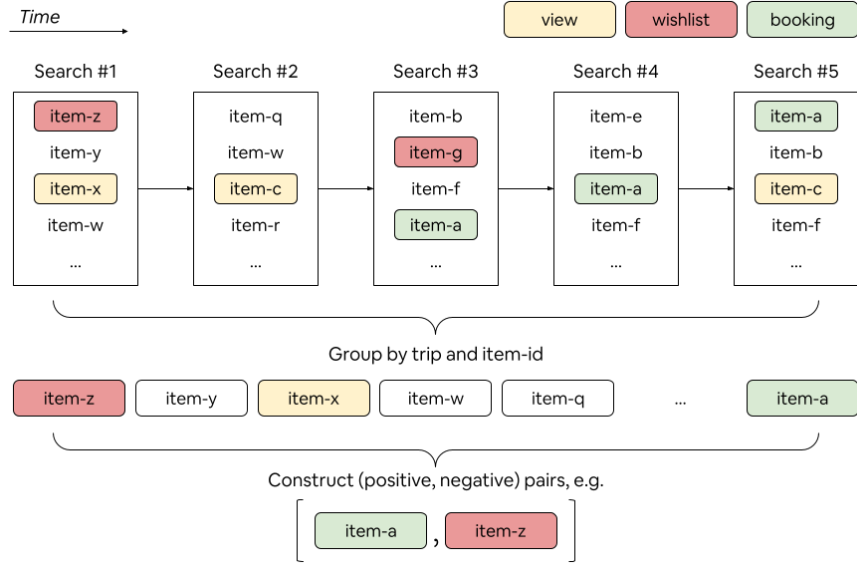 Time
view
wishlist
booking
Search #1
Search #2
Search #3
Search #4
Search #5
item-z
item-y
item-x
item-w
...
item-q
item-w
item-c
item-r
...
item-b
item-g
item-f
item-a
...
item-e
item-b
item-a
item-f
...
item-a
item-b
item-c
item-f
...
Group by trip and item-id
item-z
item-y
item-x
item-w
item-q
...
item-a
Construct (positive, negative) pairs, e.g.
[ item-a , item-z ]